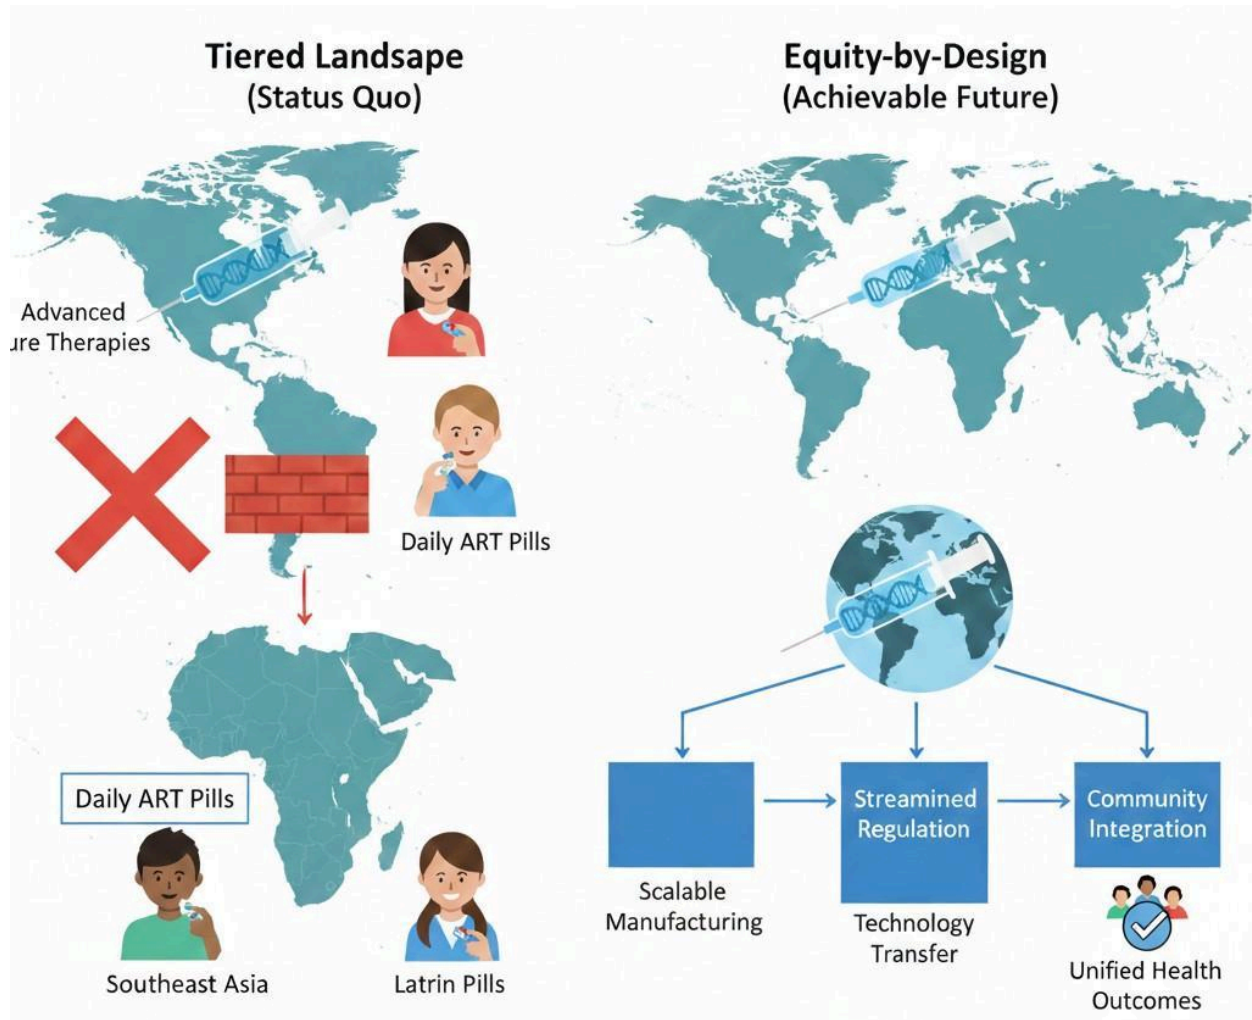 Tiered Landsape
(Status Quo)
Advanced
ure Therapies
Daily ART Pills
Daily ART Pills
Southeast Asia
Latrin Pills
Equity-by-Design
(Achievable Future)
Scalable
Manufacturing
Streamined
Regulation
Technology
Transfer
Community
Integration
Unified Health
Outcomes